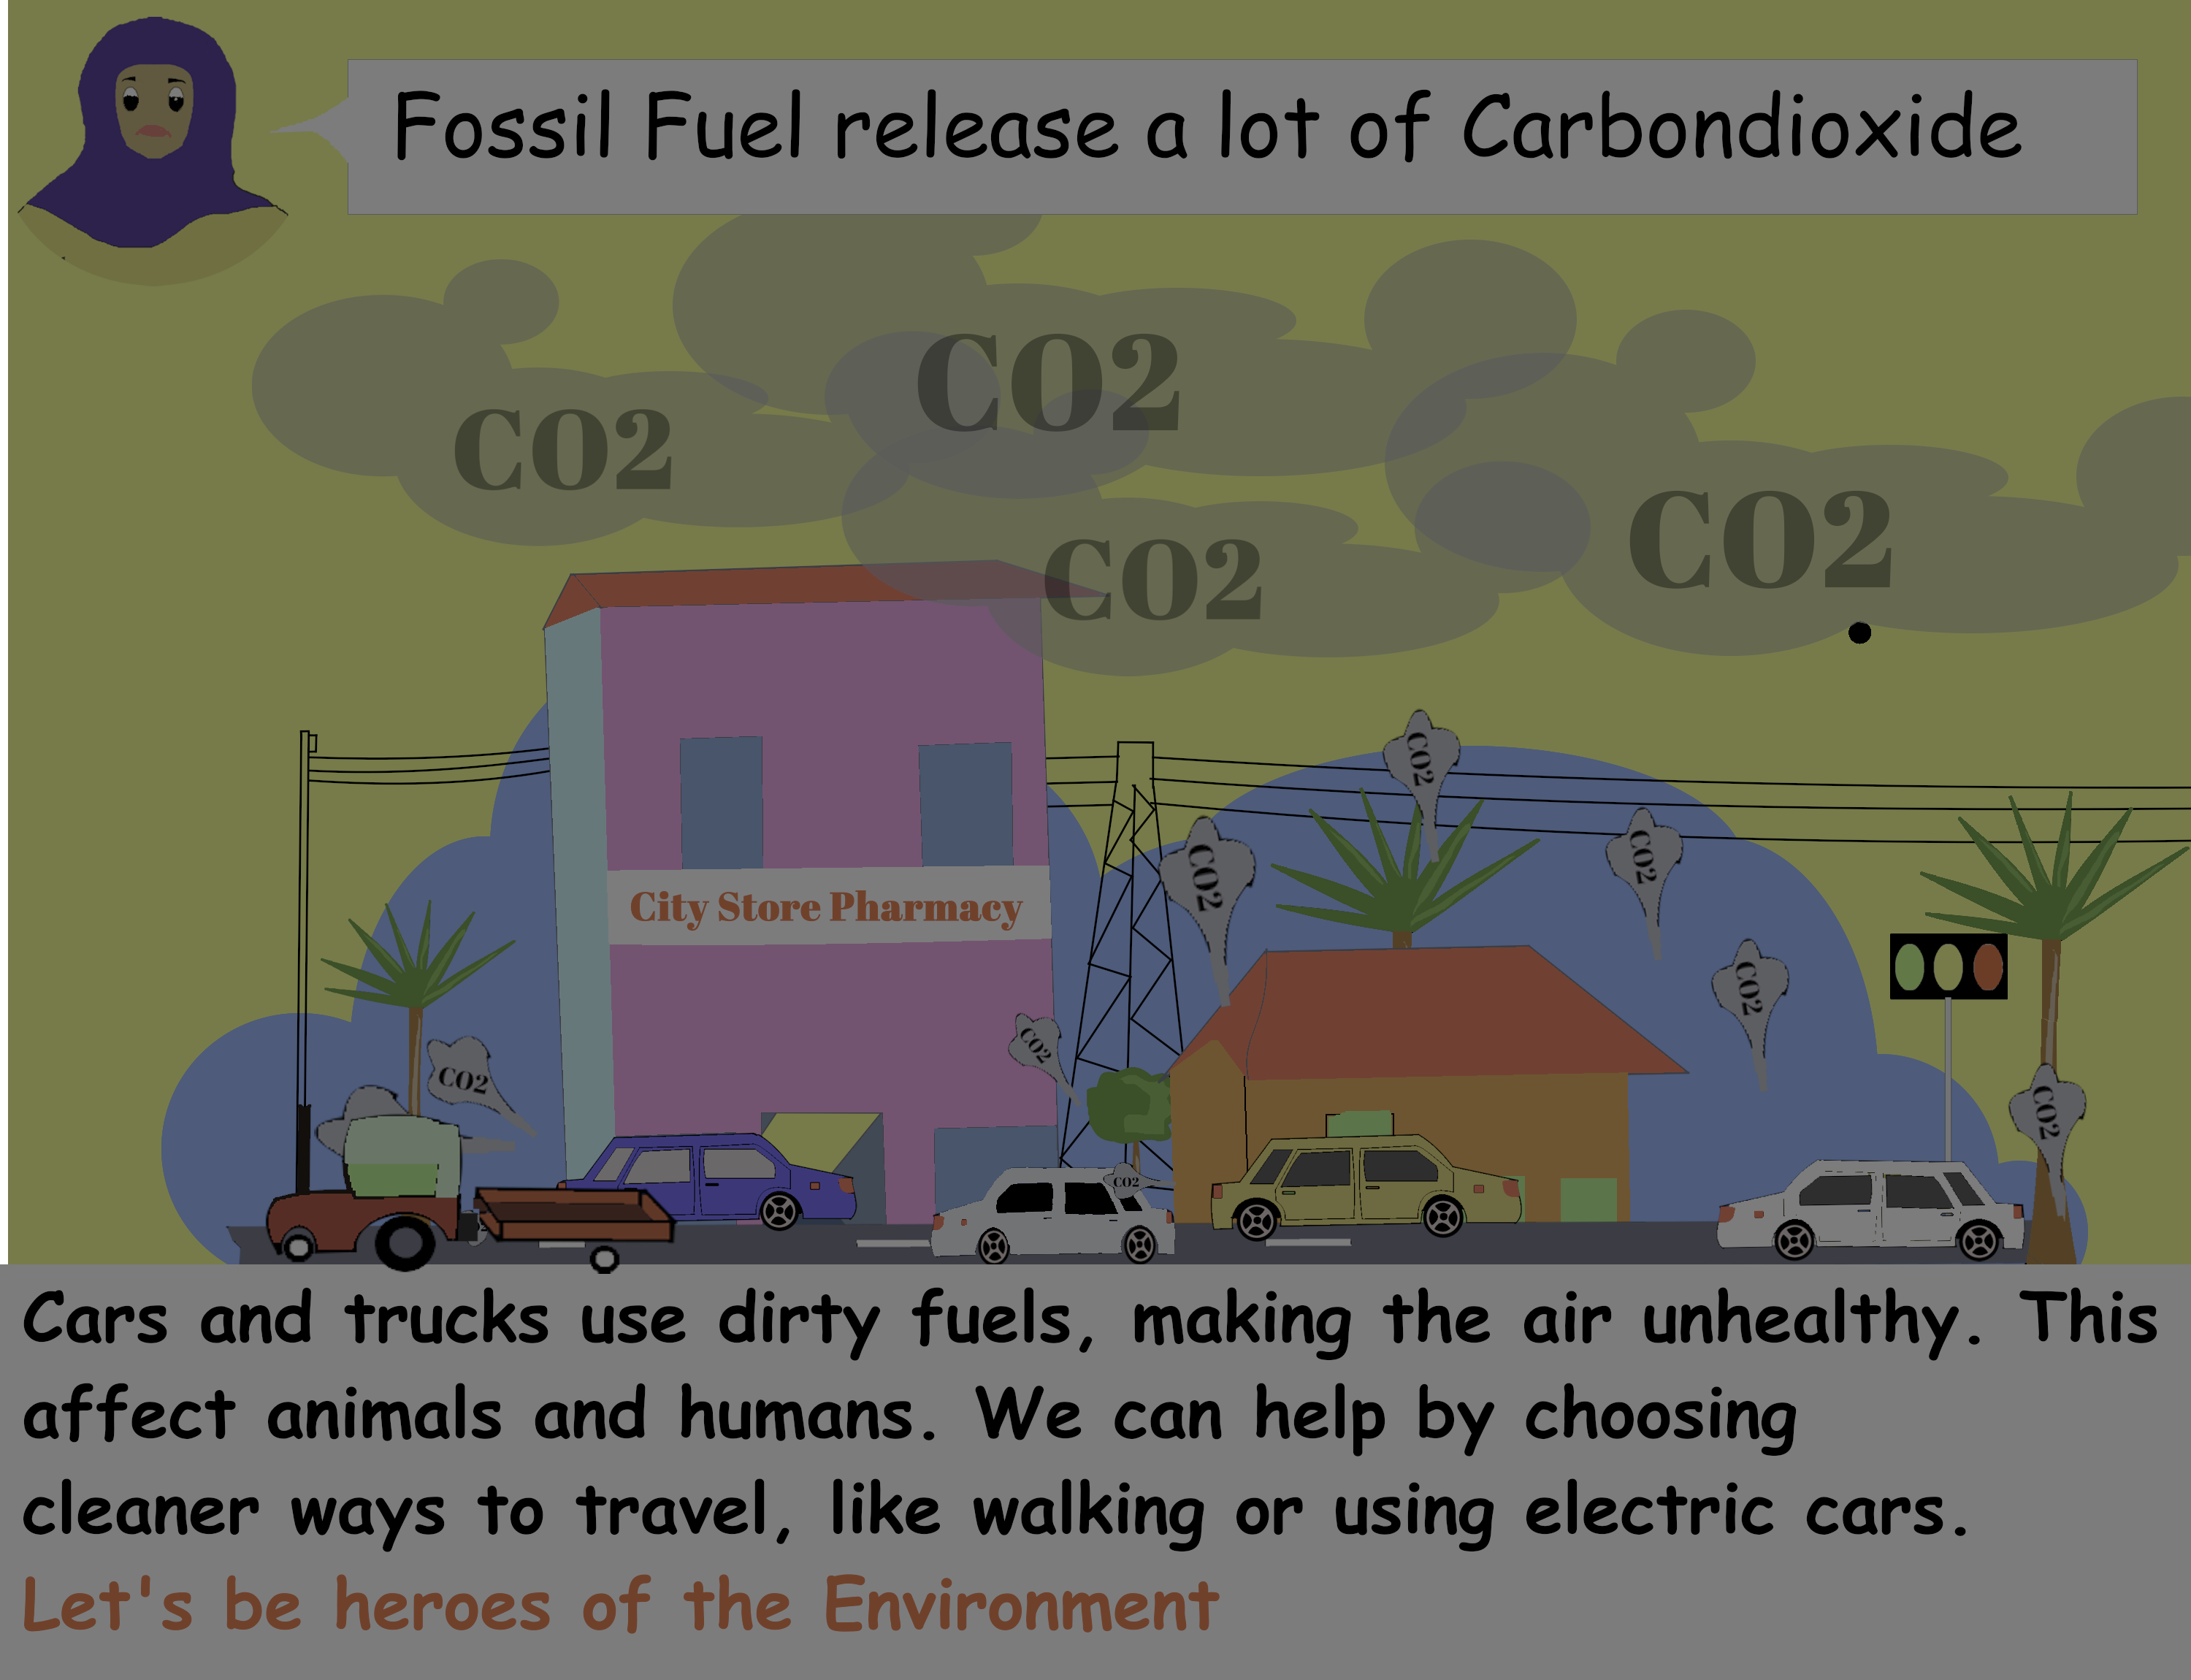 Fossil Fuel release a lot of Carbondioxide
CO2
CO2
CO2
CO2
CO2
CO2
CO2
City Store Pharmacy
CO2
CO2
CO2
CO2
CO2
CO2
Cars and trucks use dirty fuels, making the air unhealthy. This
affect animals and humans. We can help by choosing
cleaner ways to travel, like walking or using electric cars.
Let's be heroes of the Environment